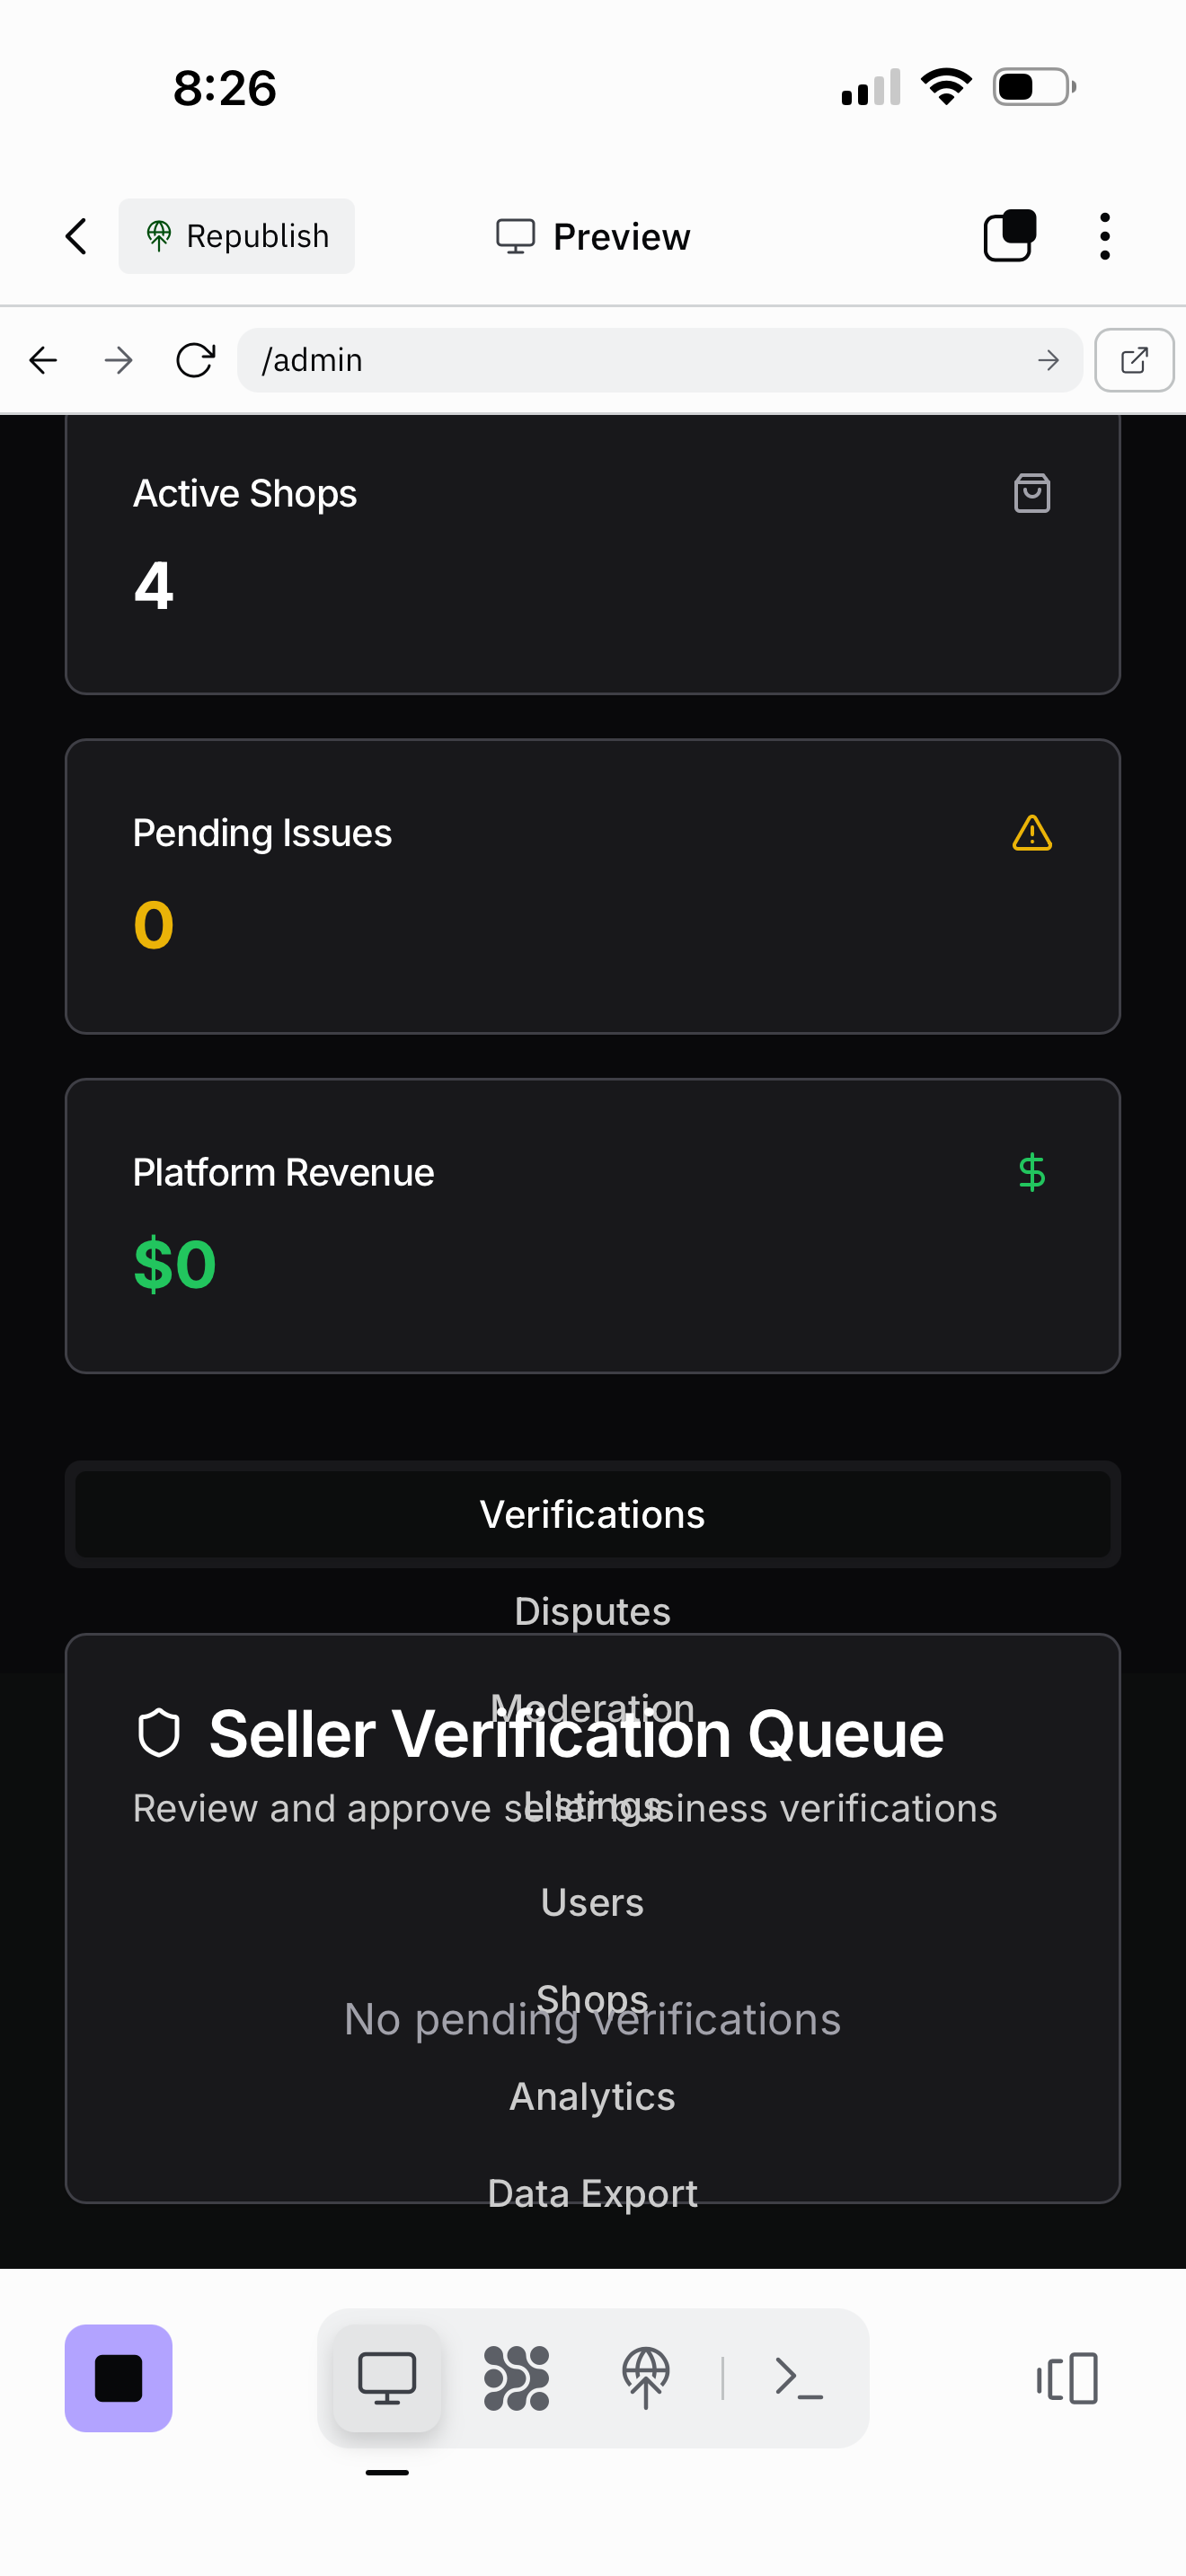 8:26
Republish
Preview
/admin
Active Shops
4
Pending Issues
0
Platform Revenue
$0
Verifications
Disputes
Moderation
Seller Verification Queue
Listings
Review and approve seller business verifications
Users
Shops
No pending verifications
Analytics
Data Export